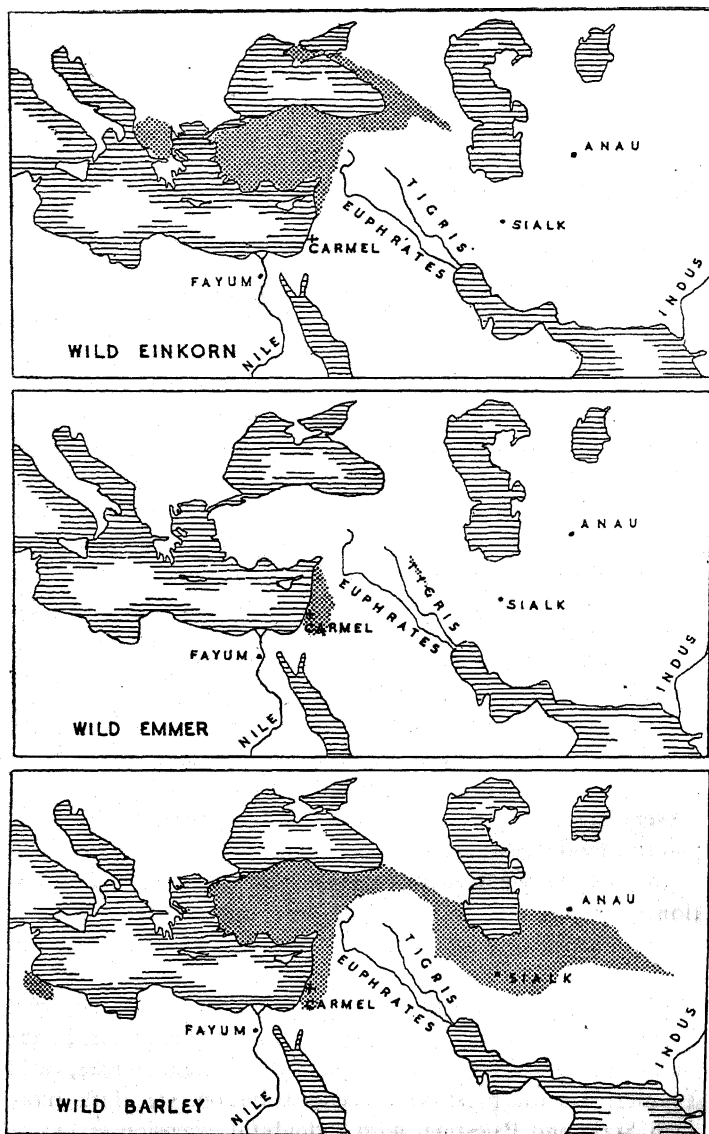 ANAU
TIGRIS
SIALK
EUPHRATES
CARMEL
FAYUM
INDUS
NILE
WILD EINKORN
ANAU
TIGRIS
EUPHRATES
SIALK
CARMEL
FAYUM
INDUS
NILE
WILD EMMER
ANAU
TIGRIS
SIALK
EUPHRATES
CARMEL
FAYUM
INDUS
NILE
WILD BARLEY